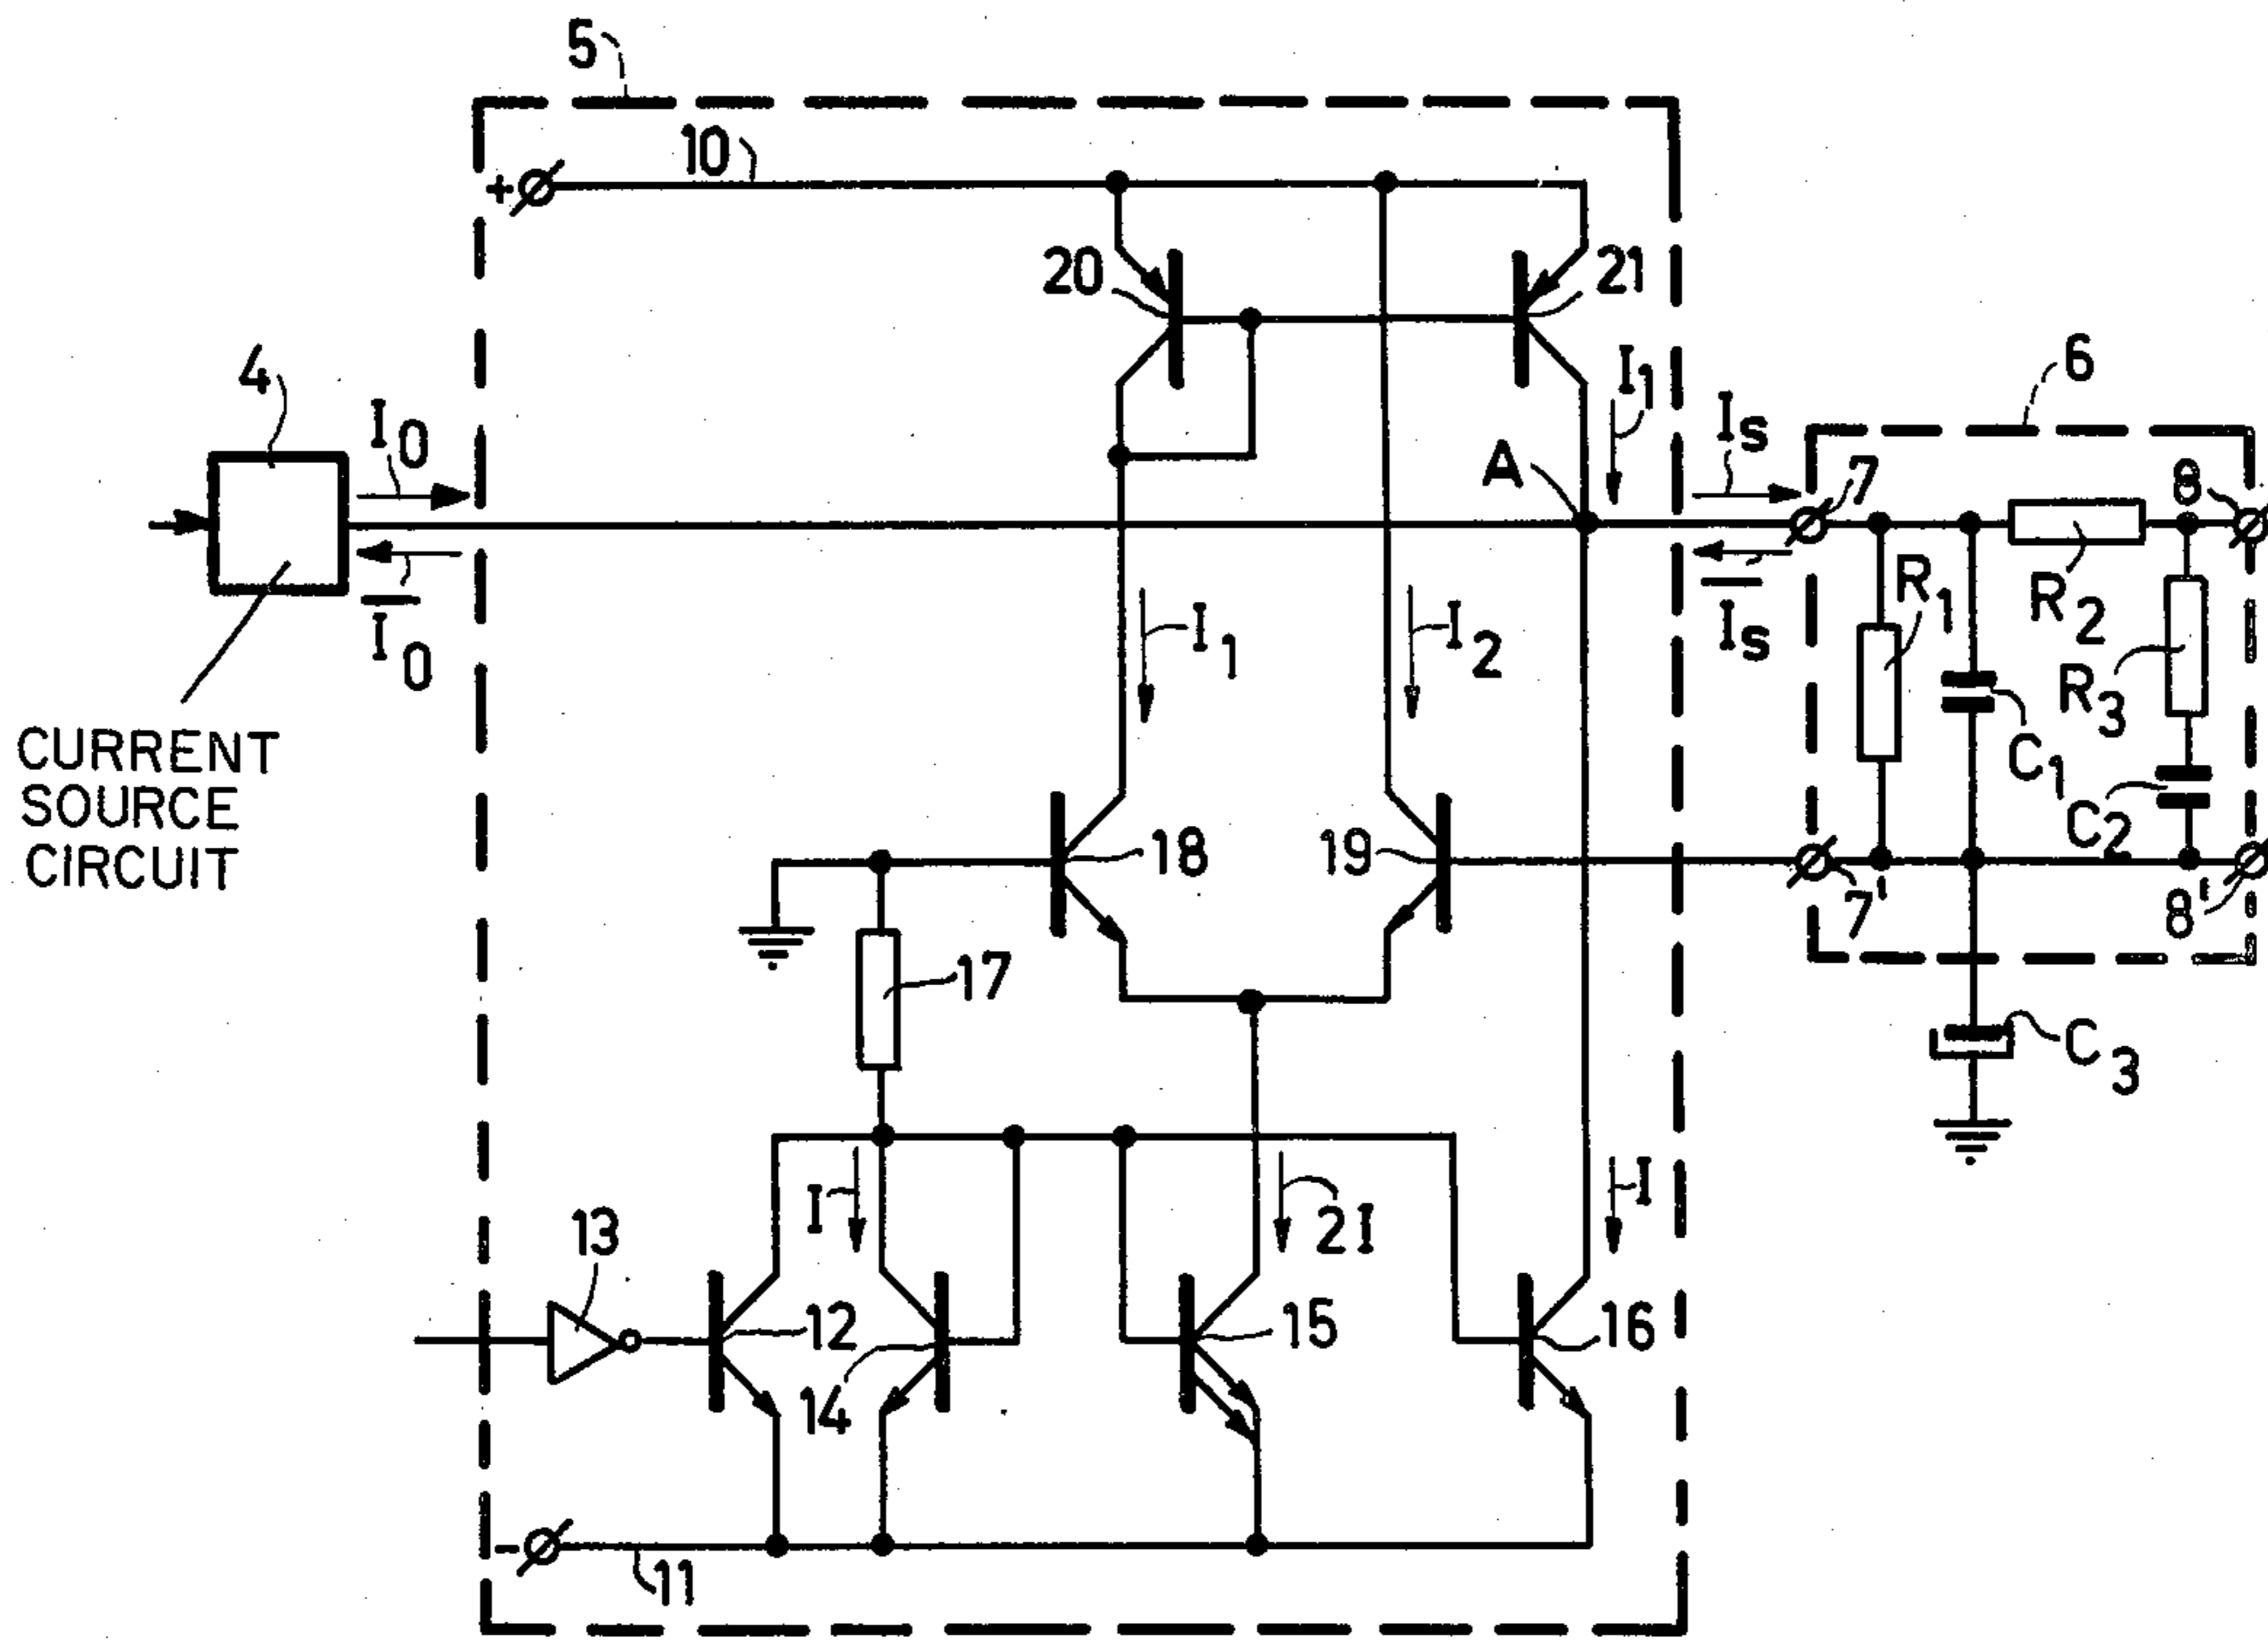 5
10
+
20
21
I1
6
4
I0
A
Is
7
8
I0
I1
I2
Is
R1
R2
R3
C1
C2
CURRENT
SOURCE
CIRCUIT
18
19
7'
8'
17
C3
I
2I
I
13
12
14
15
16
-
11